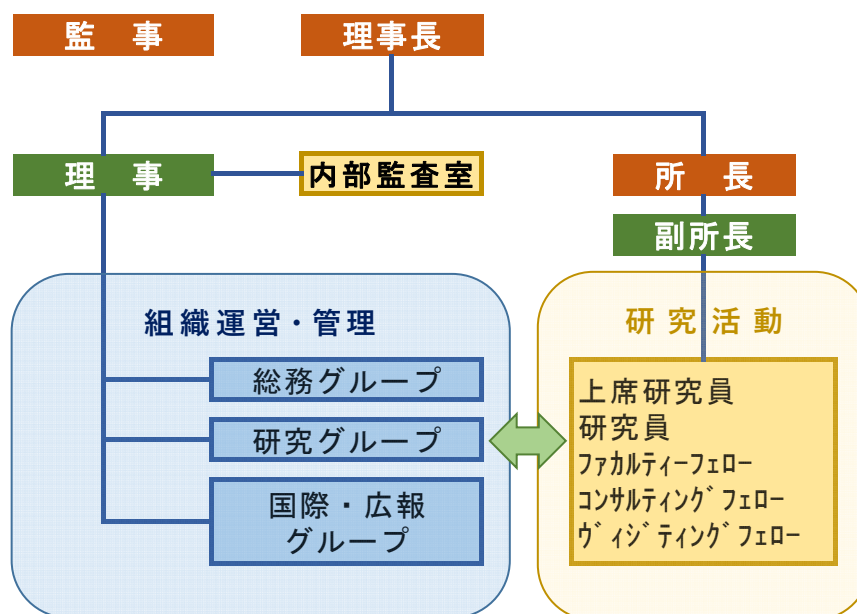 監　事
理事長
理　事
内部監査室
所　長
副所長
組織運営・管理
総務グループ
研究グループ
国際・広報
グループ
研究活動
上席研究員
研究員
ﾌｧｶﾙﾃｨｰﾌｪﾛｰ
ｺﾝｻﾙﾃｨﾝｸﾞﾌｪﾛｰ
ｳﾞｨｼﾞﾃｨﾝｸﾞﾌｪﾛｰ